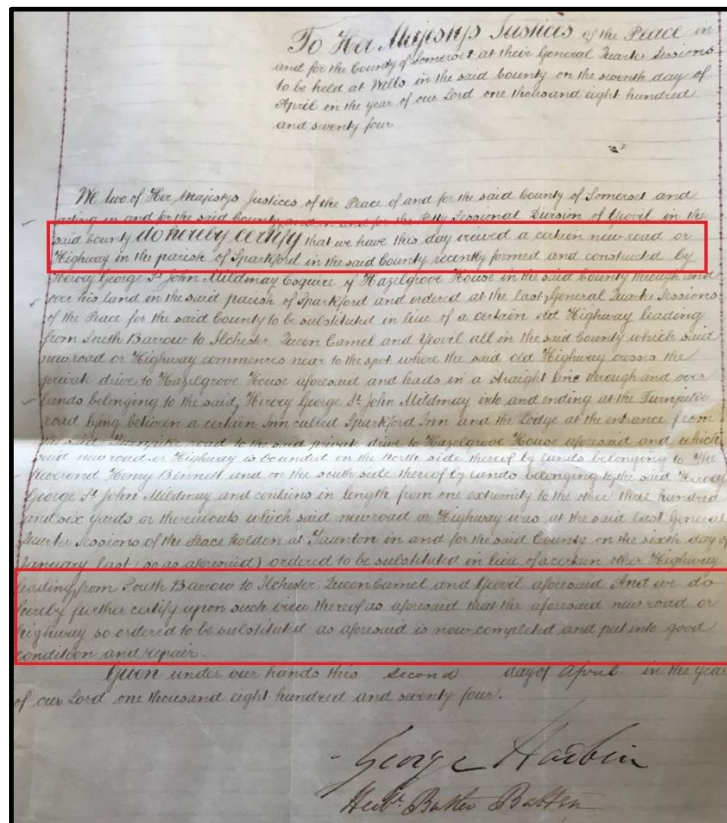 To Her Majestys Justices of the Peace in
and for the County of Somerset at their General Quarter Sessions
to be held at Wells in the said County on the seventh day of
April in the year of our Lord one thousand eight hundred
and seventy four
We two of Her Majestys Justices of the Peace of and for the said County of Somerset and
acting in and for the said County and in and for the Petty Sessional Division of Yeovil in the
said County do hereby certify that we have this day viewed a certain new road or
Highway in the parish of Sparkford in the said County recently formed and constructed by
Hervey George St John Mildmay Esquire of Hazelgrove House in the said County through and
over his land in the said parish of Sparkford and ordered at the last General Quarter Sessions
of the Peace for the said County to be substituted in lieu of a certain old Highway leading
from South Barrow to Ilchester, Queen Camel and Yeovil all in the said County which said
new road or Highway commences near to the spot where the said old Highway crosses the
private drive to Hazelgrove House aforesaid and leads in a straight line through and over
lands belonging to the said, Hervey George St John Mildmay into and ending at the Turnpike
road lying between a certain Inn called Sparkford Inn and the Lodge at the entrance from
the said Turnpike road to the said private drive to Hazelgrove House aforesaid and which
said new road or Highway is bounded on the North side thereof by lands belonging to The
Reverend Henry Bennett and on the south side thereof by lands belonging to the said Hervey
George St John Mildmay and contains in length from one extremity to the other three hundred
and six yards or thereabouts which said new road or Highway was at the said last General
Quarter Sessions of the Peace holden at Taunton in and for the said County on the sixth day of
January last (so as aforesaid) ordered to be substituted in lieu of a certain other Highway
leading from South Barrow to Ilchester Queen Camel and Yeovil aforesaid And we do
hereby further certify upon such view thereof as aforesaid that the aforesaid new road or
Highway so ordered to be substituted as aforesaid is now completed and put into good
condition and repair.
Given under our hands this second day of April in the year
of our Lord one thousand eight hundred and seventy four.
George Harbin
Batten